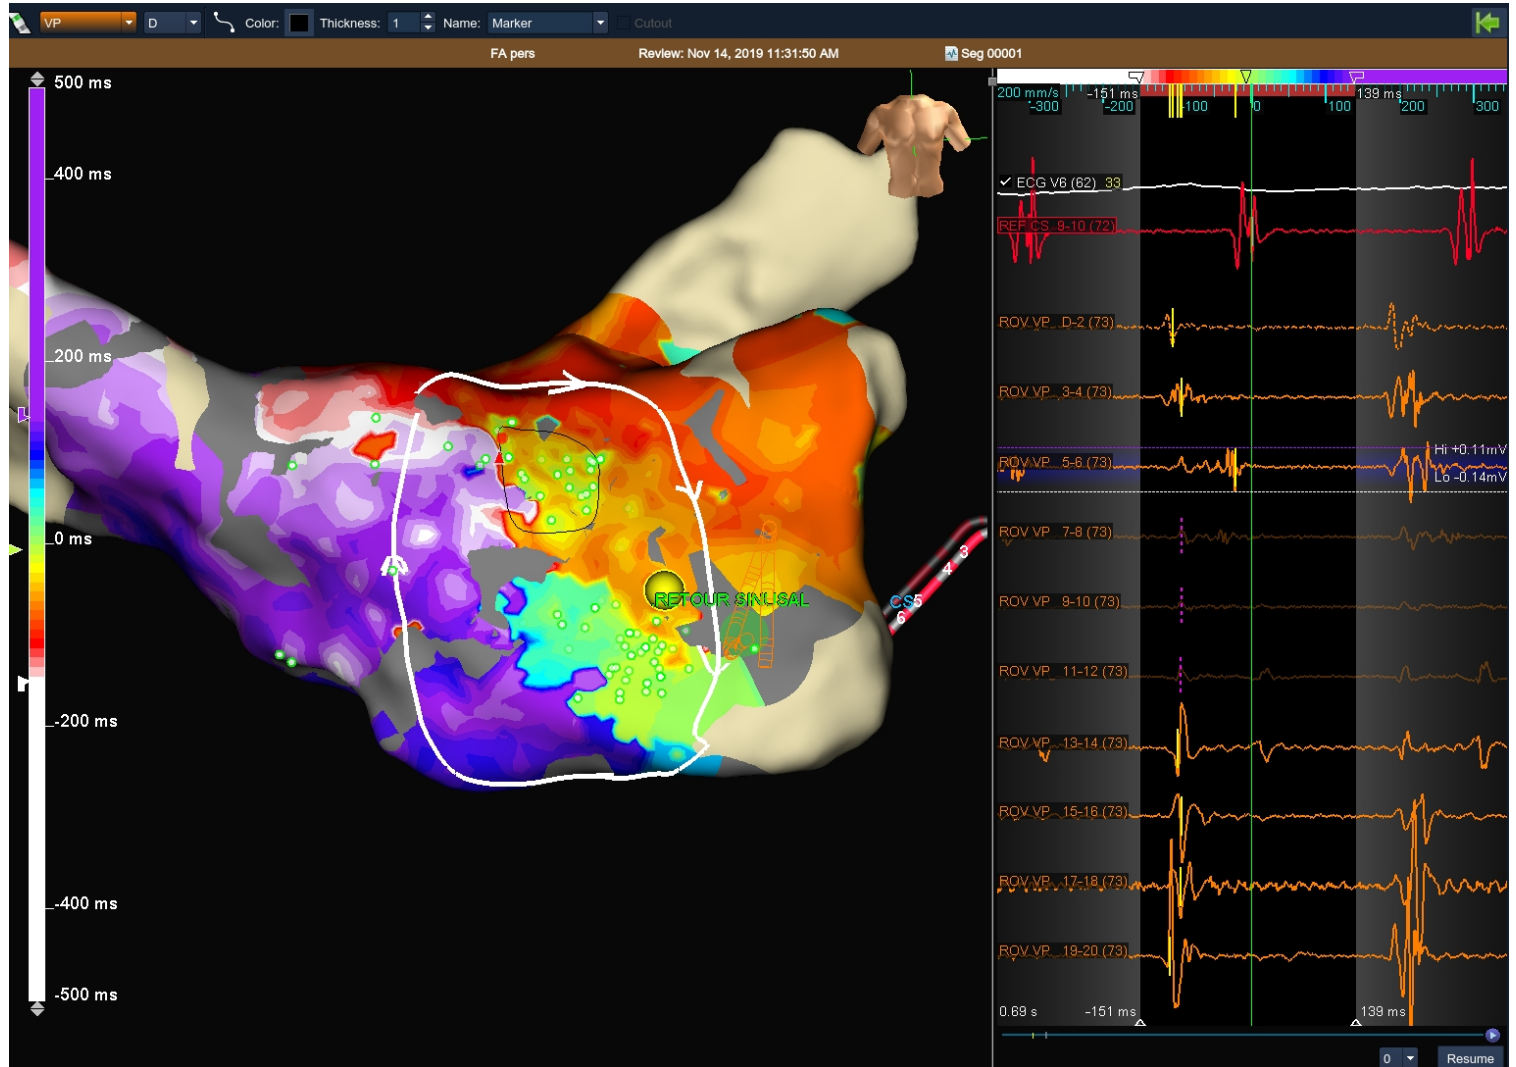 VP D Color: Thickness: 1 Name: Marker Cutout
FA pers Review: Nov 14, 2019 11:31:50 AM Seg 00001
500 ms
400 ms
200 ms
0 ms
-200 ms
-400 ms
-500 ms
RETOUR SINUSAL
3
4
CS5
6
200 mm/s -151 ms 139 ms
-300 -200 -100 0 100 200 300
ECG V6 (62) 33
REF CS 9-10 (72)
ROV VP D-2 (73)
ROV VP 3-4 (73)
Hi +0.11mV
ROV VP 5-6 (73)
Lo -0.14mV
ROV VP 7-8 (73)
ROV VP 9-10 (73)
ROV VP 11-12 (73)
ROV VP 13-14 (73)
ROV VP 15-16 (73)
ROV VP 17-18 (73)
ROV VP 19-20 (73)
0.69 s -151 ms 139 ms
0 Resume